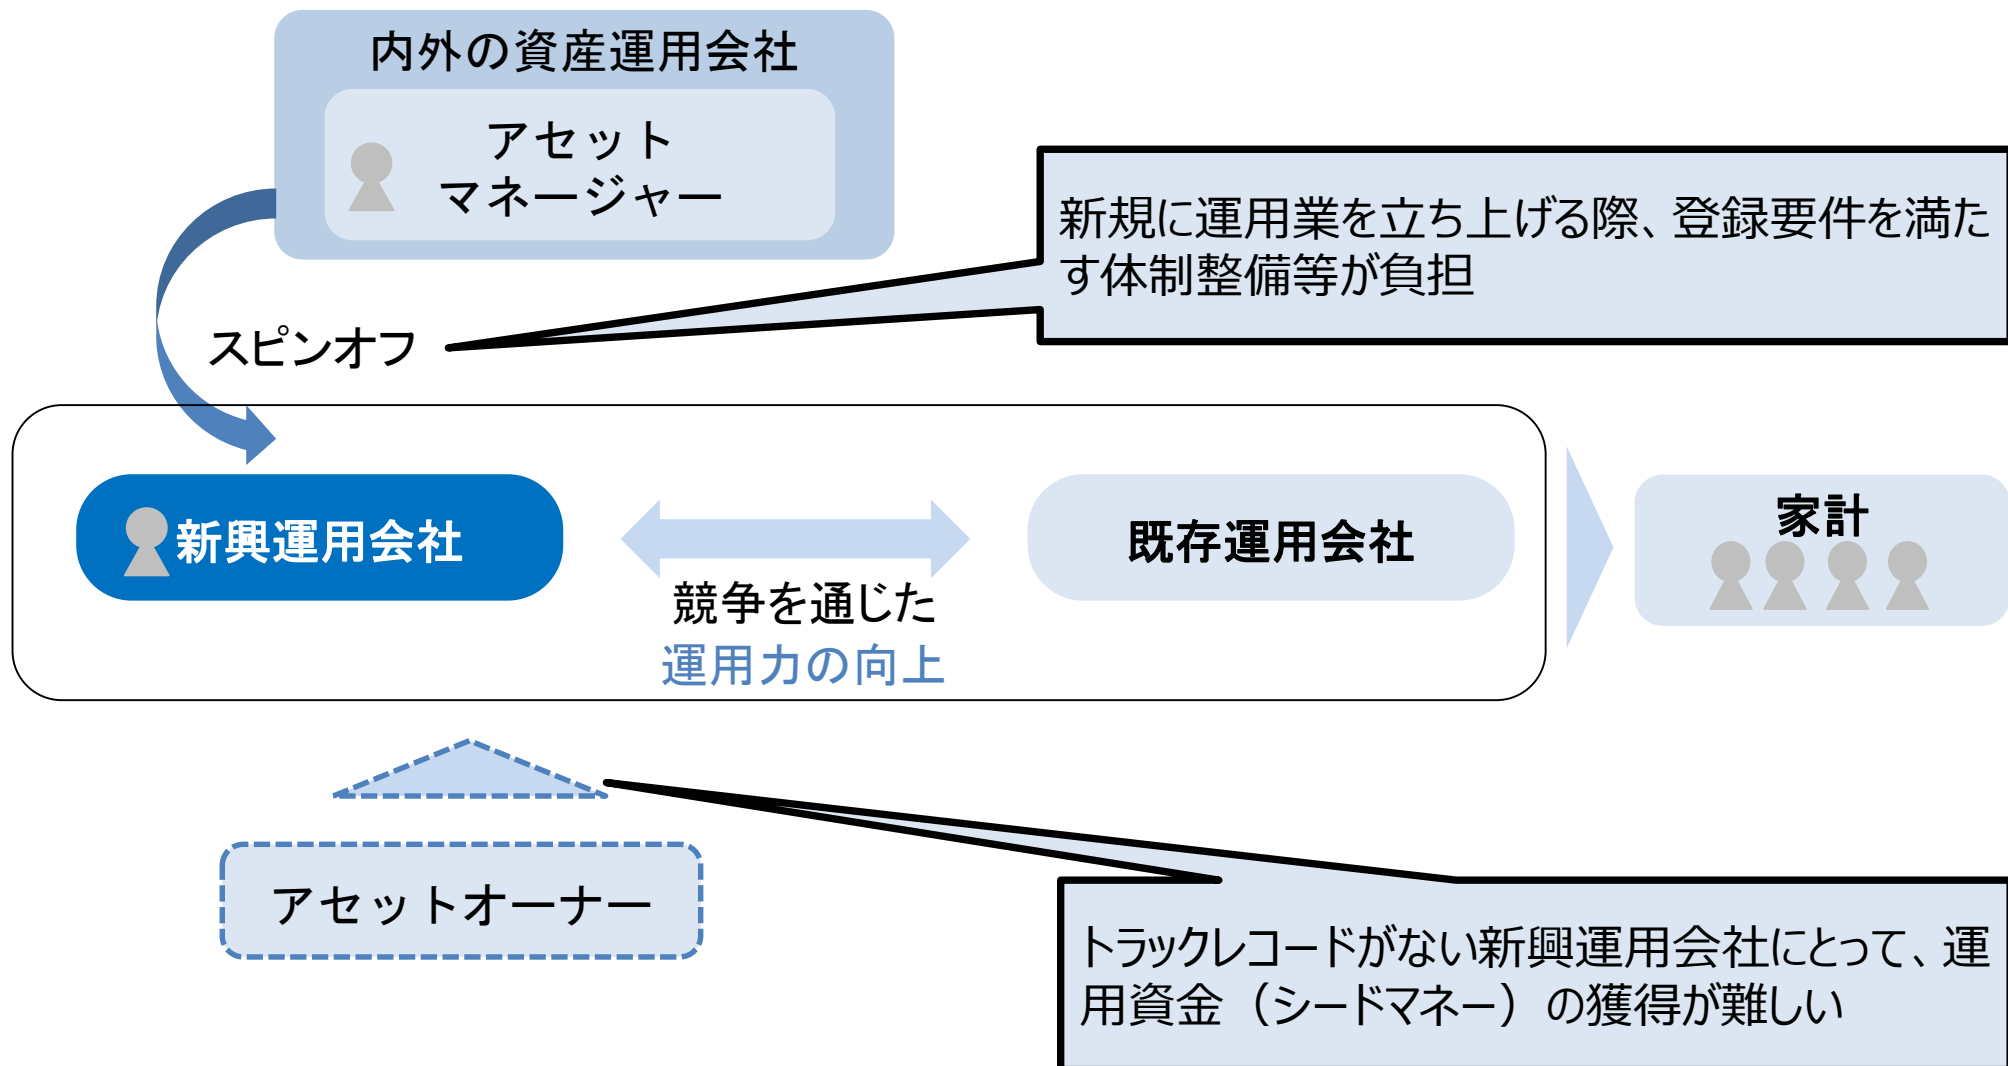 内外の資産運用会社
アセット
マネージャー
新規に運用業を立ち上げる際、登録要件を満た
す体制整備等が負担
スピンオフ
新興運用会社
既存運用会社
家計
競争を通じた
運用力の向上
アセットオーナー
トラックレコードがない新興運用会社にとって、運
用資金（シードマネー）の獲得が難しい